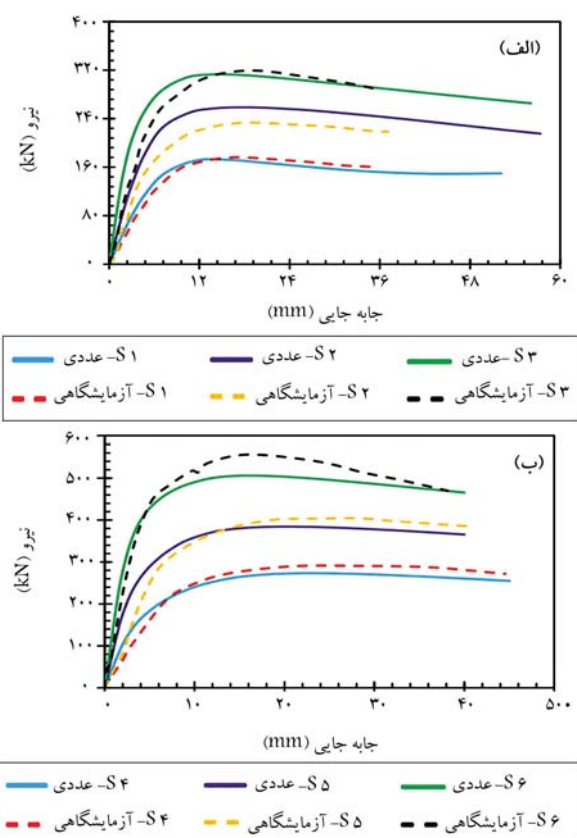 (الف)
۴۰۰
۳۲۰
۲۴۰
۱۶۰
۸۰
۰
نیرو (kN)
۰ ۱۲ ۲۴ ۳۶ ۴۸ ۶۰
جابه جایی (mm)
S۱- عددی S۲- عددی S۳- عددی
S۱- آزمایشگاهی S۲- آزمایشگاهی S۳- آزمایشگاهی
(ب)
۶۰۰
۵۰۰
۴۰۰
۳۰۰
۲۰۰
۱۰۰
۰
نیرو (kN)
۰ ۱۰ ۲۰ ۳۰ ۴۰ ۵۰۰
جابه جایی (mm)
S۴- عددی S۵- عددی S۶- عددی
S۴- آزمایشگاهی S۵- آزمایشگاهی S۶- آزمایشگاهی